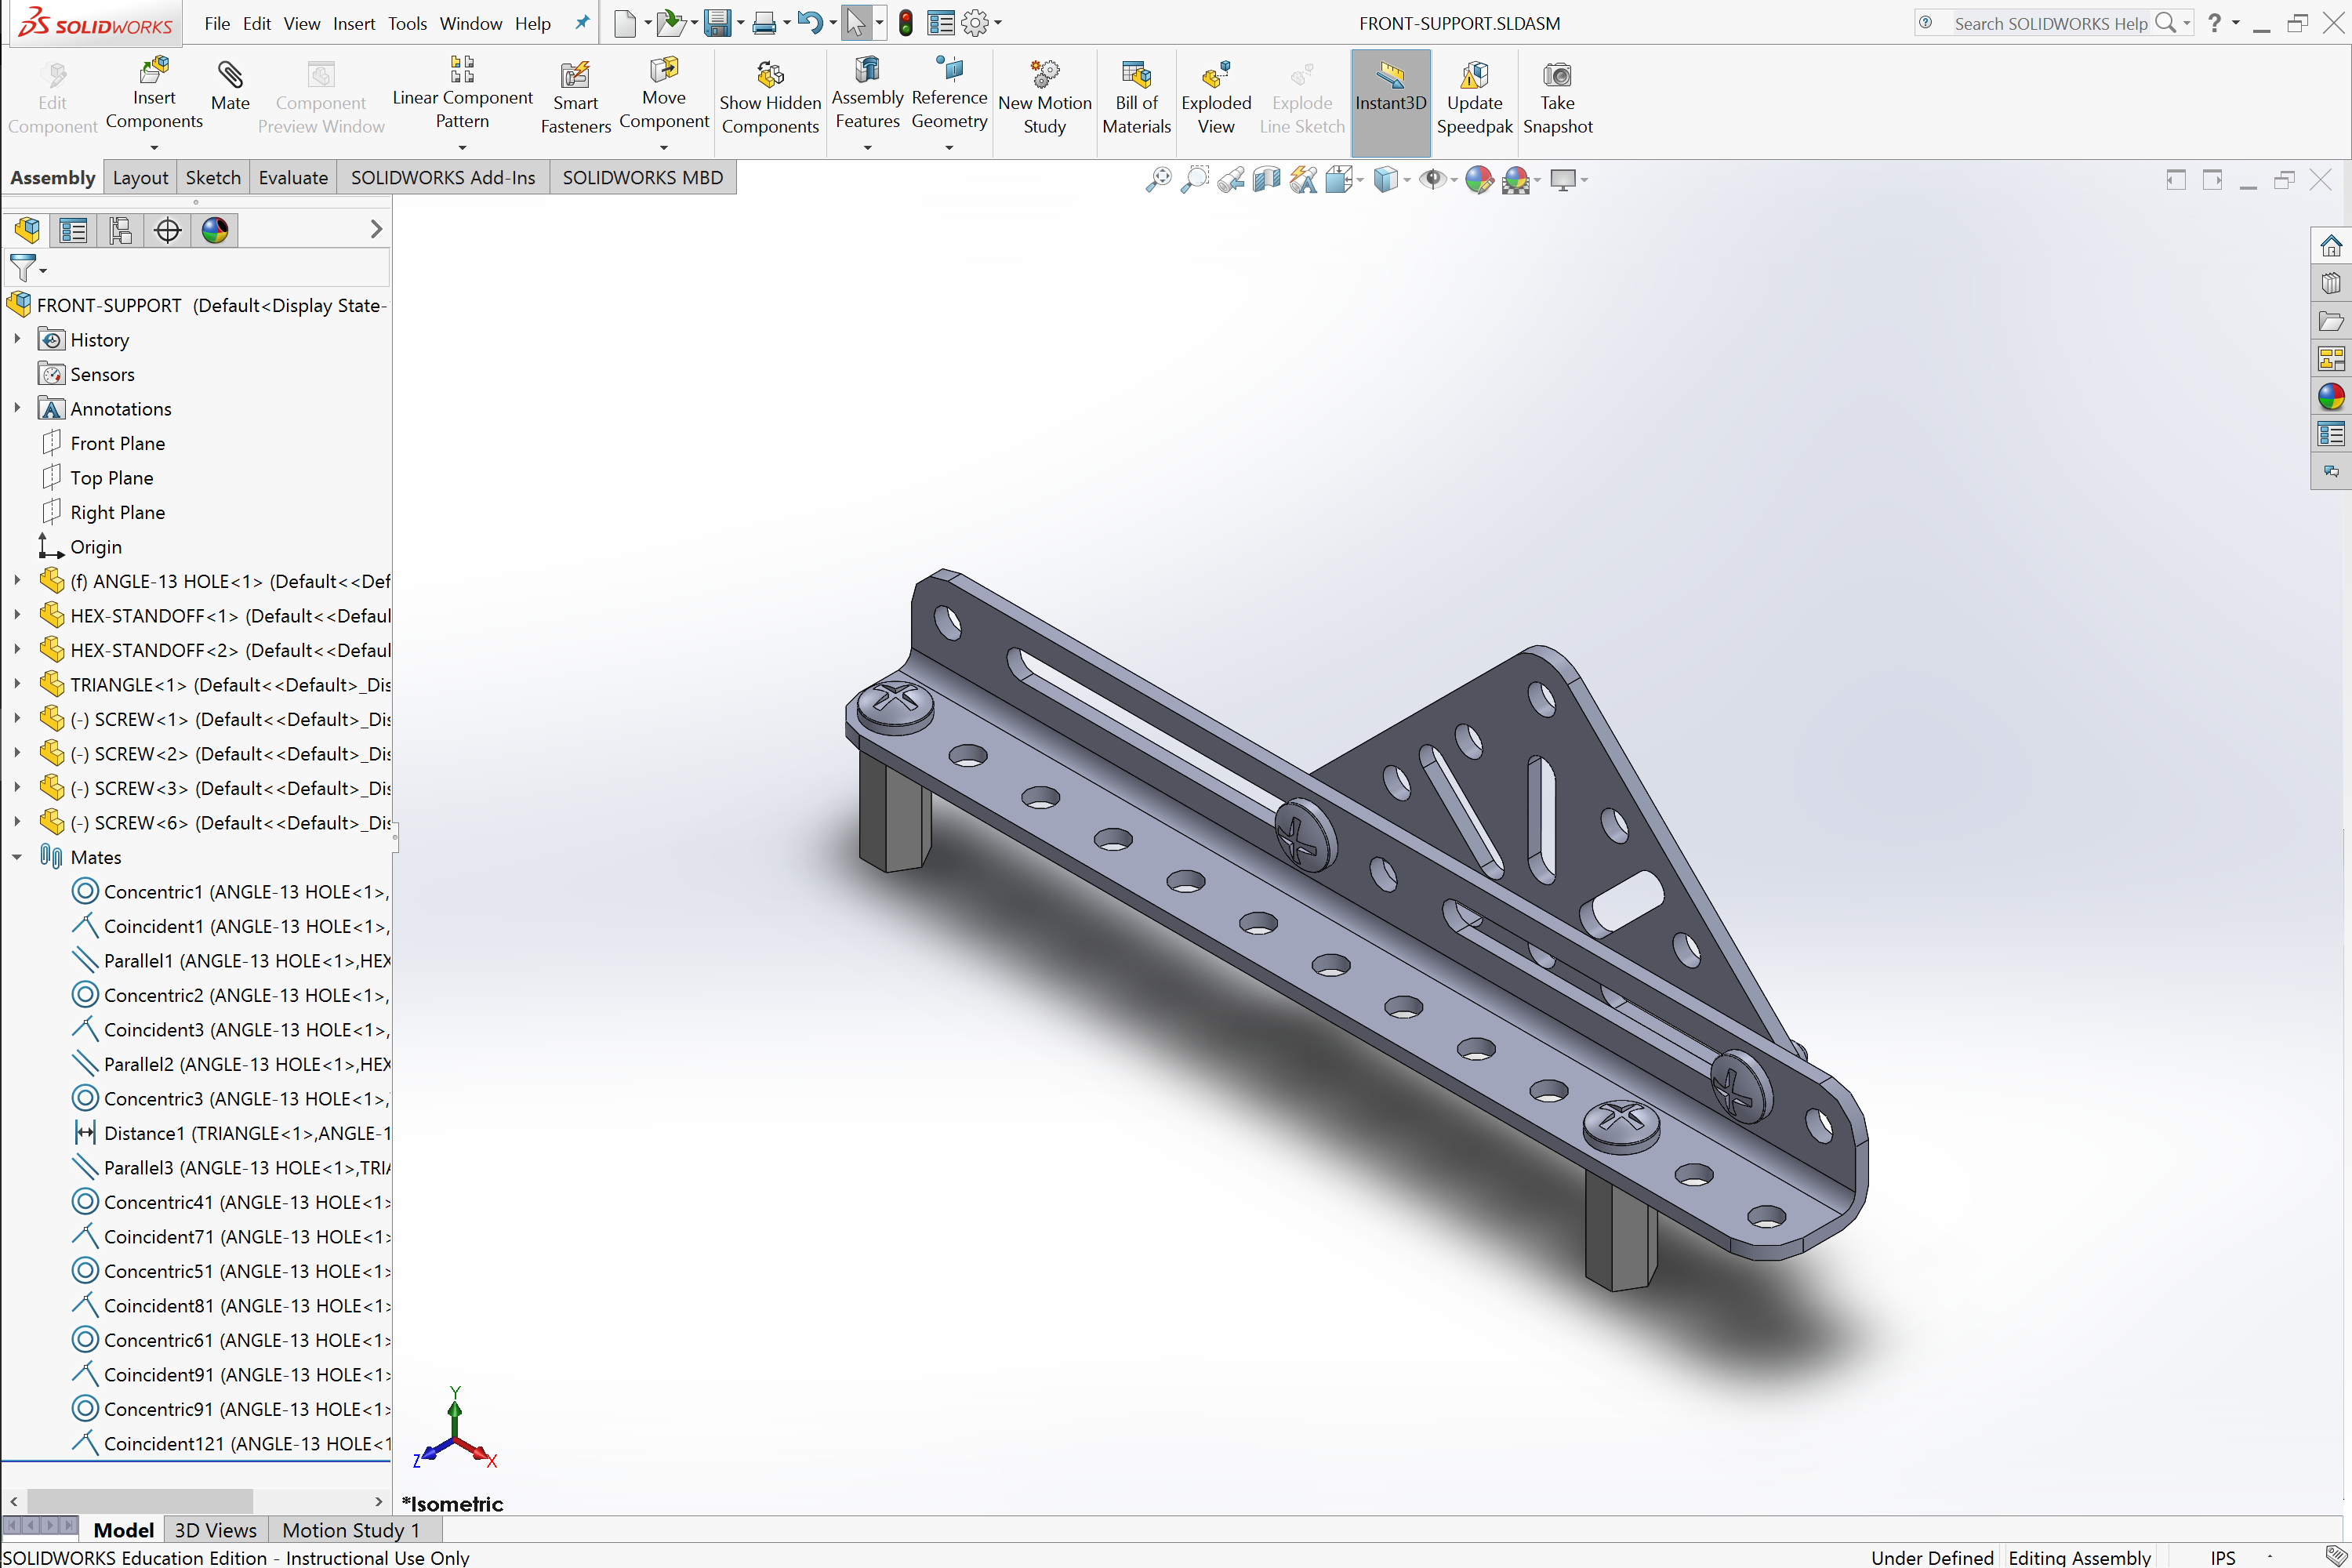 SOLIDWORKS File Edit View Insert Tools Window Help FRONT-SUPPORT.SLDASM Search SOLIDWORKS Help
Edit Component
Insert Components
Mate
Component Preview Window
Linear Component Pattern
Smart Fasteners
Move Component
Show Hidden Components
Assembly Features
Reference Geometry
New Motion Study
Bill of Materials
Exploded View
Explode Line Sketch
Instant3D
Update Speedpak
Take Snapshot
Assembly Layout Sketch Evaluate SOLIDWORKS Add-Ins SOLIDWORKS MBD
FRONT-SUPPORT (Default<Display State-
History
Sensors
Annotations
Front Plane
Top Plane
Right Plane
Origin
(f) ANGLE-13 HOLE<1> (Default<<Def
HEX-STANDOFF<1> (Default<<Defaul
HEX-STANDOFF<2> (Default<<Defaul
TRIANGLE<1> (Default<<Default>_Dis
(-) SCREW<1> (Default<<Default>_Dis
(-) SCREW<2> (Default<<Default>_Dis
(-) SCREW<3> (Default<<Default>_Dis
(-) SCREW<6> (Default<<Default>_Dis
Mates
Concentric1 (ANGLE-13 HOLE<1>,
Coincident1 (ANGLE-13 HOLE<1>,
Parallel1 (ANGLE-13 HOLE<1>,HEX
Concentric2 (ANGLE-13 HOLE<1>,
Coincident3 (ANGLE-13 HOLE<1>,
Parallel2 (ANGLE-13 HOLE<1>,HEX
Concentric3 (ANGLE-13 HOLE<1>,
Distance1 (TRIANGLE<1>,ANGLE-1
Parallel3 (ANGLE-13 HOLE<1>,TRIA
Concentric41 (ANGLE-13 HOLE<1>
Coincident71 (ANGLE-13 HOLE<1>
Concentric51 (ANGLE-13 HOLE<1>
Coincident81 (ANGLE-13 HOLE<1>
Concentric61 (ANGLE-13 HOLE<1>
Coincident91 (ANGLE-13 HOLE<1>
Concentric91 (ANGLE-13 HOLE<1>
Coincident121 (ANGLE-13 HOLE<1
Y
Z X
*Isometric
Model 3D Views Motion Study 1
SOLIDWORKS Education Edition - Instructional Use Only Under Defined Editing Assembly IPS